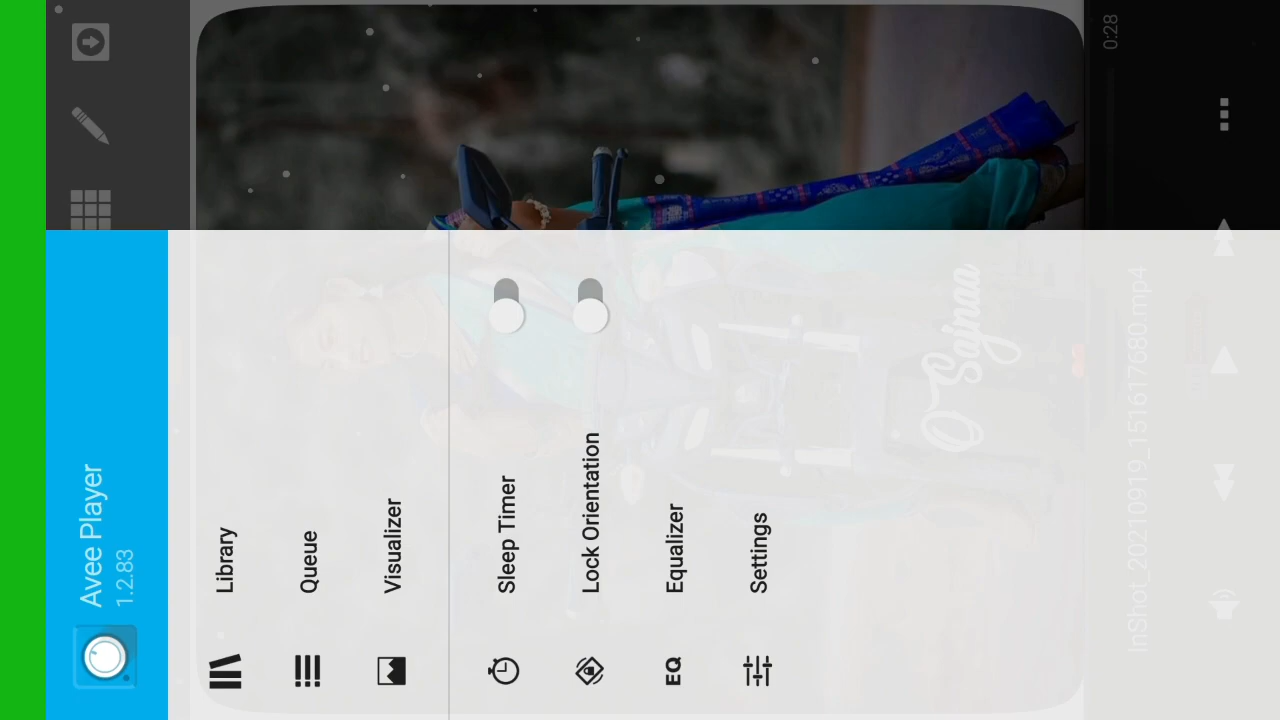 Avee Player
1.2.83
Library
Queue
Visualizer
Sleep Timer
Lock Orientation
EQ Equalizer
Settings
O Sajnaa
InShot_20210919_151617680.mp4
0:28